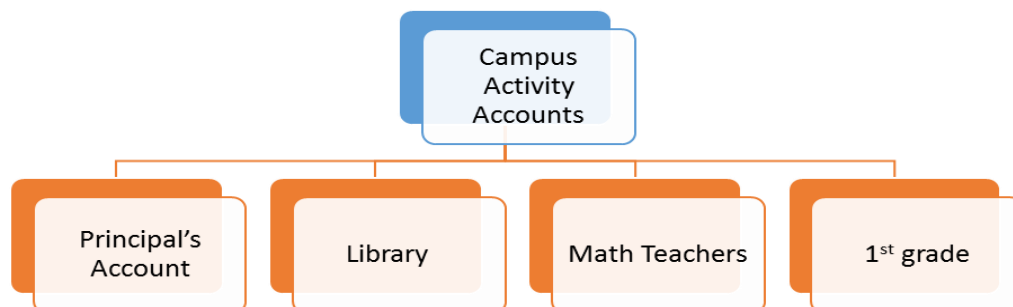 Campus
Activity
Accounts
Principal's
Account
Library
Math Teachers
1st grade